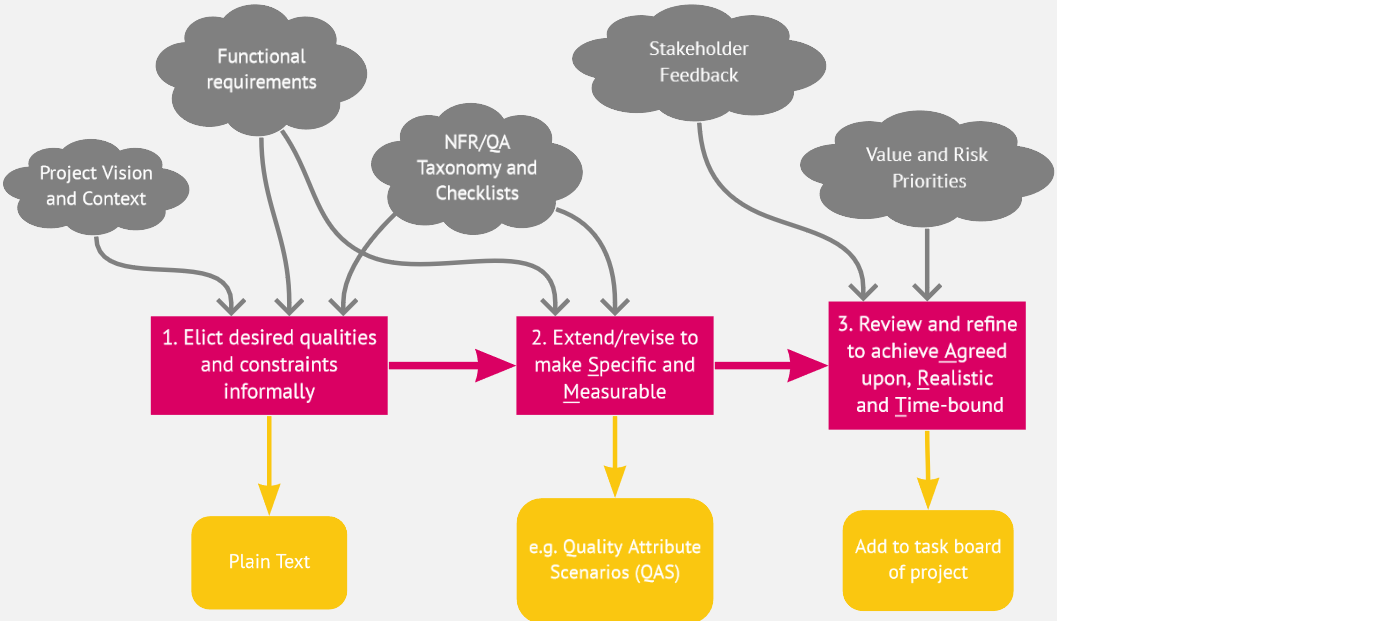 Functional
requirements
Stakeholder
Feedback
NFR/QA
Taxonomy and
Checklists
Value and Risk
Priorities
Project Vision
and Context
1. Elict desired qualities
and constraints
informally
2. Extend/revise to
make Specific and
Measurable
3. Review and refine
to achieve Agreed
upon, Realistic
and Time-bound
Plain Text
e.g. Quality Attribute
Scenarios (QAS)
Add to task board
of project